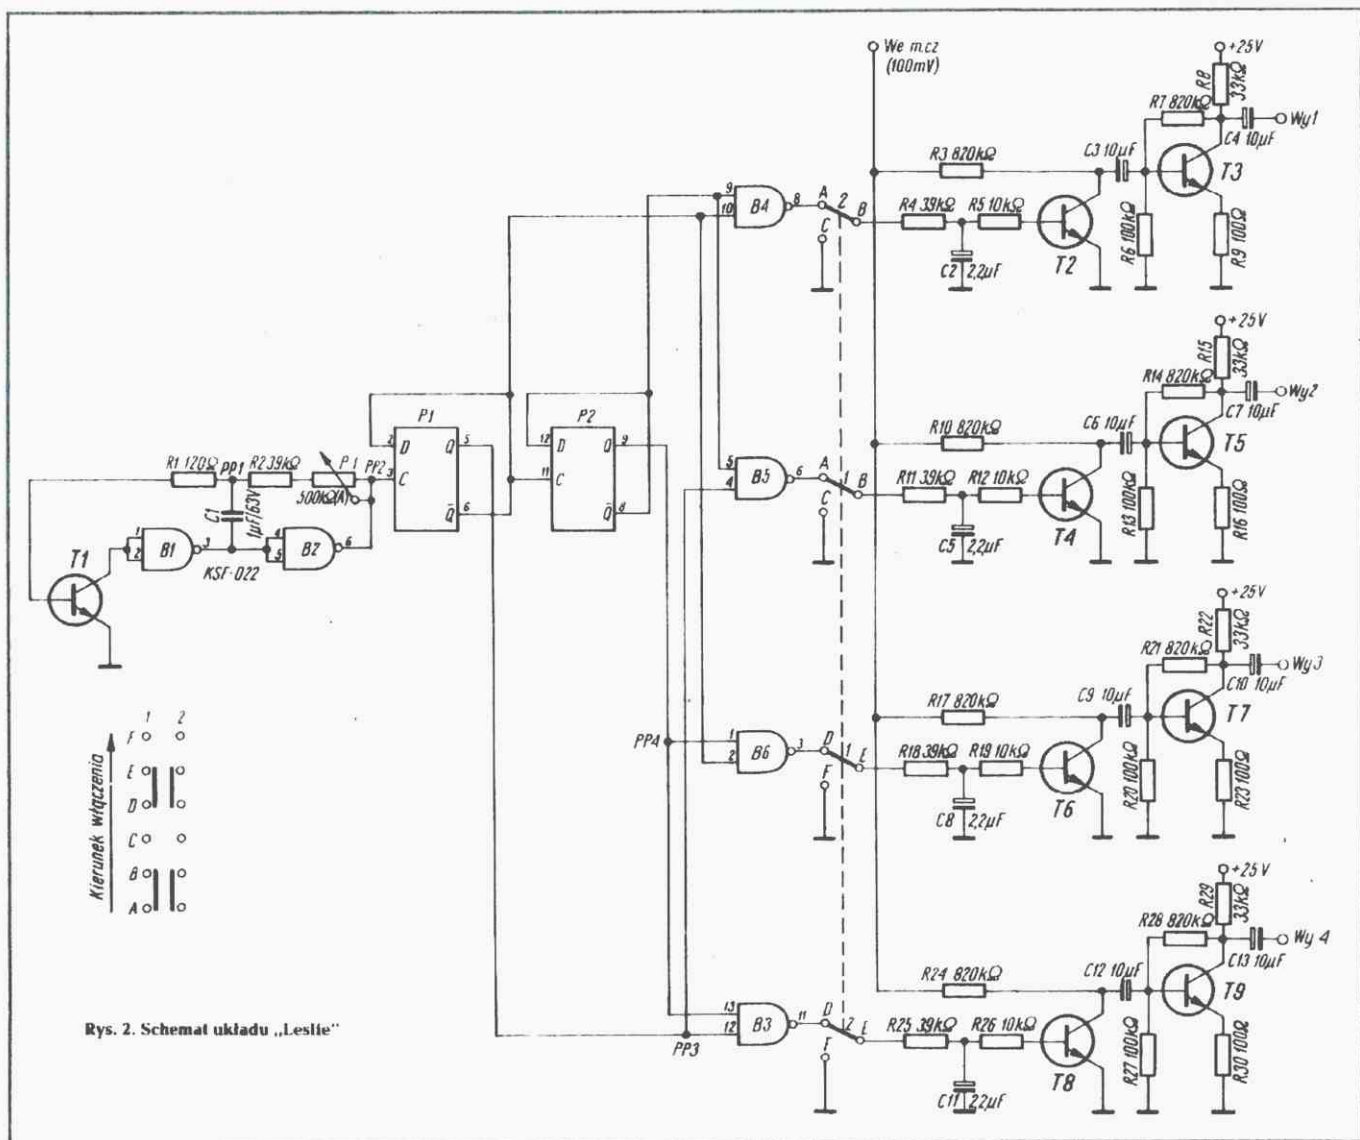 We m.cz
(100mV)
+25V
R8
33kΩ
R7 820kΩ
C4 10μF
Wy1
R3 820kΩ
C3 10μF
T3
9
10
B4
8
A
2
B
C
R4 39kΩ
R5 10kΩ
C2
2,2μF
T2
R6 100kΩ
R9 100Ω
+25V
R15
33kΩ
R14 820kΩ
C7 10μF
Wy2
R10 820kΩ
C6 10μF
T5
5
4
B5
6
A
1
B
C
R11 39kΩ
R12 10kΩ
C5
2,2μF
T4
R13 100kΩ
R16 100Ω
P1
2
D
Q
5
3
C
Q̄
6
P2
12
D
Q
9
11
C
Q̄
8
R1 120Ω
PP1
R2 39kΩ
P1
PP2
500kΩ(A)
C1
1μF/63V
T1
1
2
B1
3
KSF-022
4
5
B2
6
+25V
R22
33kΩ
R21 820kΩ
C10 10μF
Wy3
R17 820kΩ
C9 10μF
T7
PP4
1
2
B6
3
D
1
E
F
R18 39kΩ
R19 10kΩ
C8
2,2μF
T6
R20 100kΩ
R23 100Ω
1 2
F
E
D
C
B
A
Kierunek włączenia
+25V
R29
33kΩ
R28 820kΩ
C13 10μF
Wy 4
R24 820kΩ
C12 10μF
T9
13
12
B3
11
D
2
E
F
PP3
R25 39kΩ
R26 10kΩ
C11
22μF
T8
R27 100kΩ
R30 100Ω
Rys. 2. Schemat układu „Leslie"